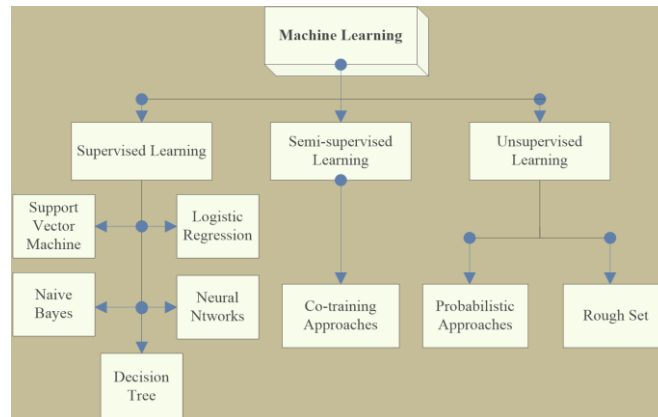 Machine Learning
Supervised Learning
Semi-supervised
Learning
Unsupervised
Learning
Support
Vector
Machine
Logistic
Regression
Naive
Bayes
Neural
Ntworks
Decision
Tree
Co-training
Approaches
Probabilistic
Approaches
Rough Set